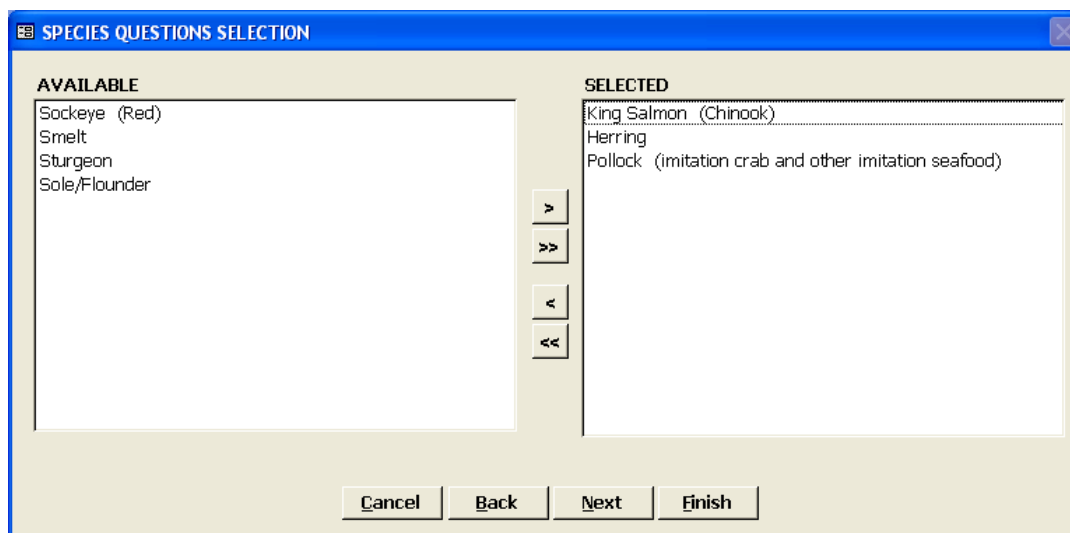 SPECIES QUESTIONS SELECTION
AVAILABLE
Sockeye (Red)
Smelt
Sturgeon
Sole/Flounder
>
>>
<
<<
SELECTED
King Salmon (Chinook)
Herring
Pollock (imitation crab and other imitation seafood)
Cancel Back Next Finish